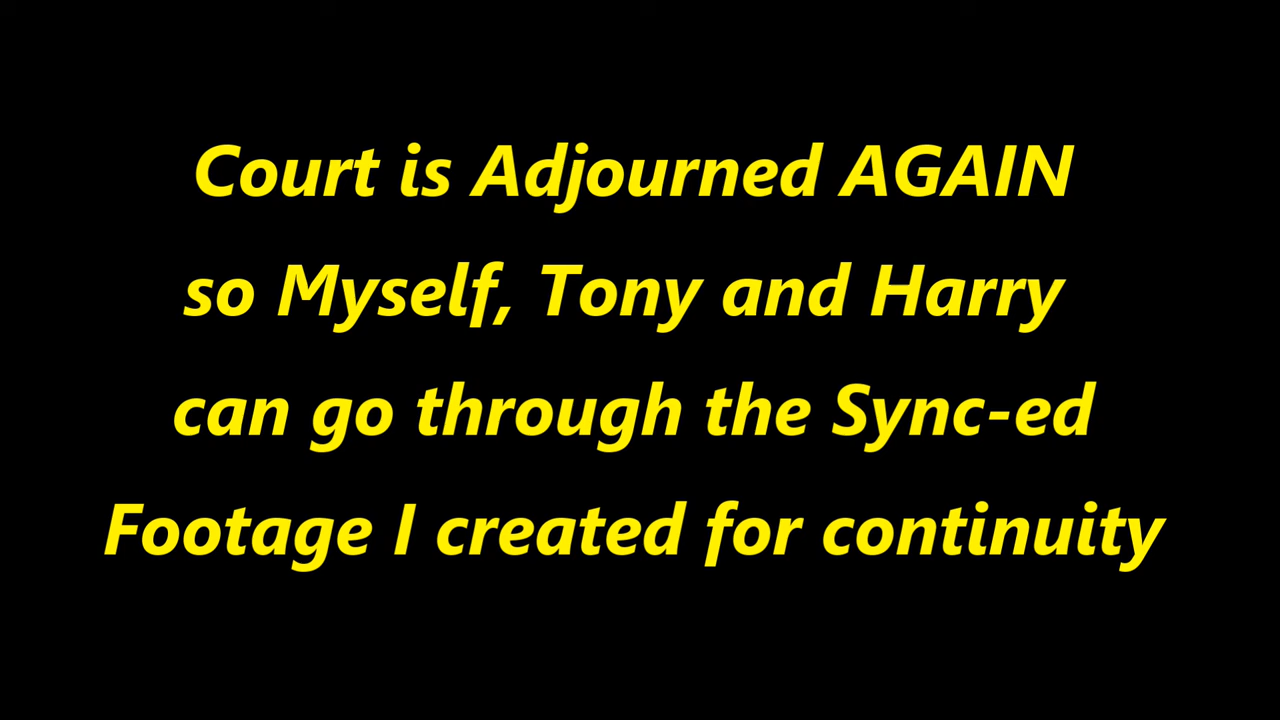 Court is Adjourned AGAIN
so Myself, Tony and Harry
can go through the Sync-ed
Footage I created for continuity